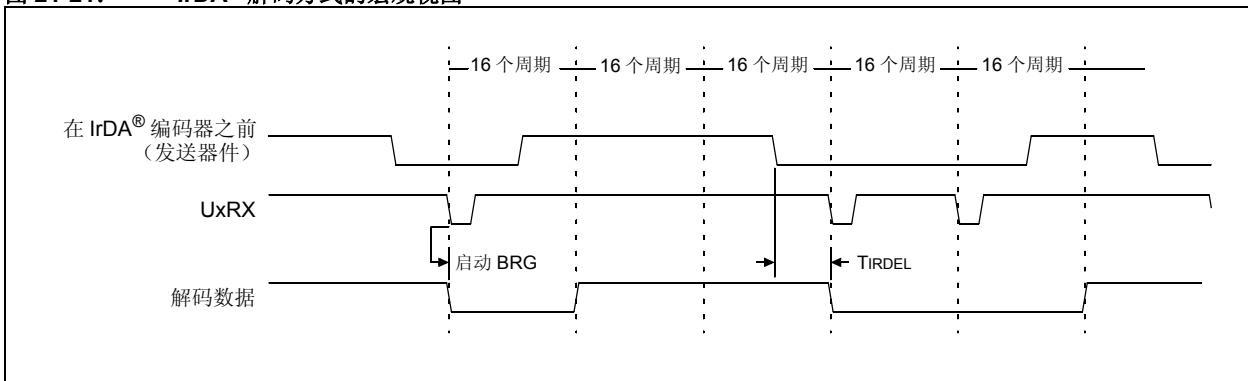 16 个周期 16 个周期 16 个周期 16 个周期 16 个周期
在 IrDA® 编码器之前
（发送器件）
UxRX
启动 BRG
TIRDEL
解码数据